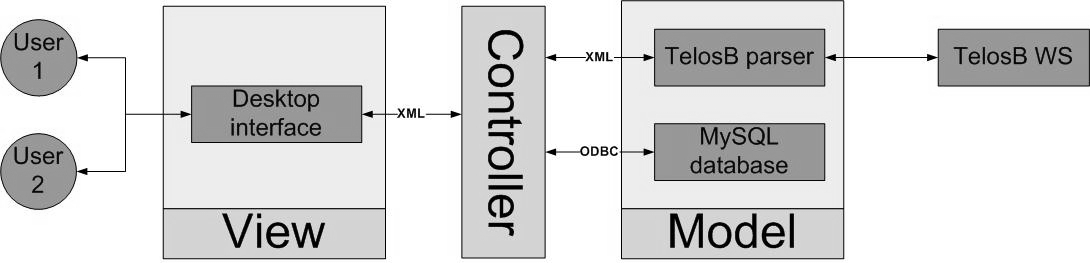 User
1
User
2
Desktop
interface
View
XML
Controller
XML
ODBC
TelosB parser
MySQL
database
Model
TelosB WS